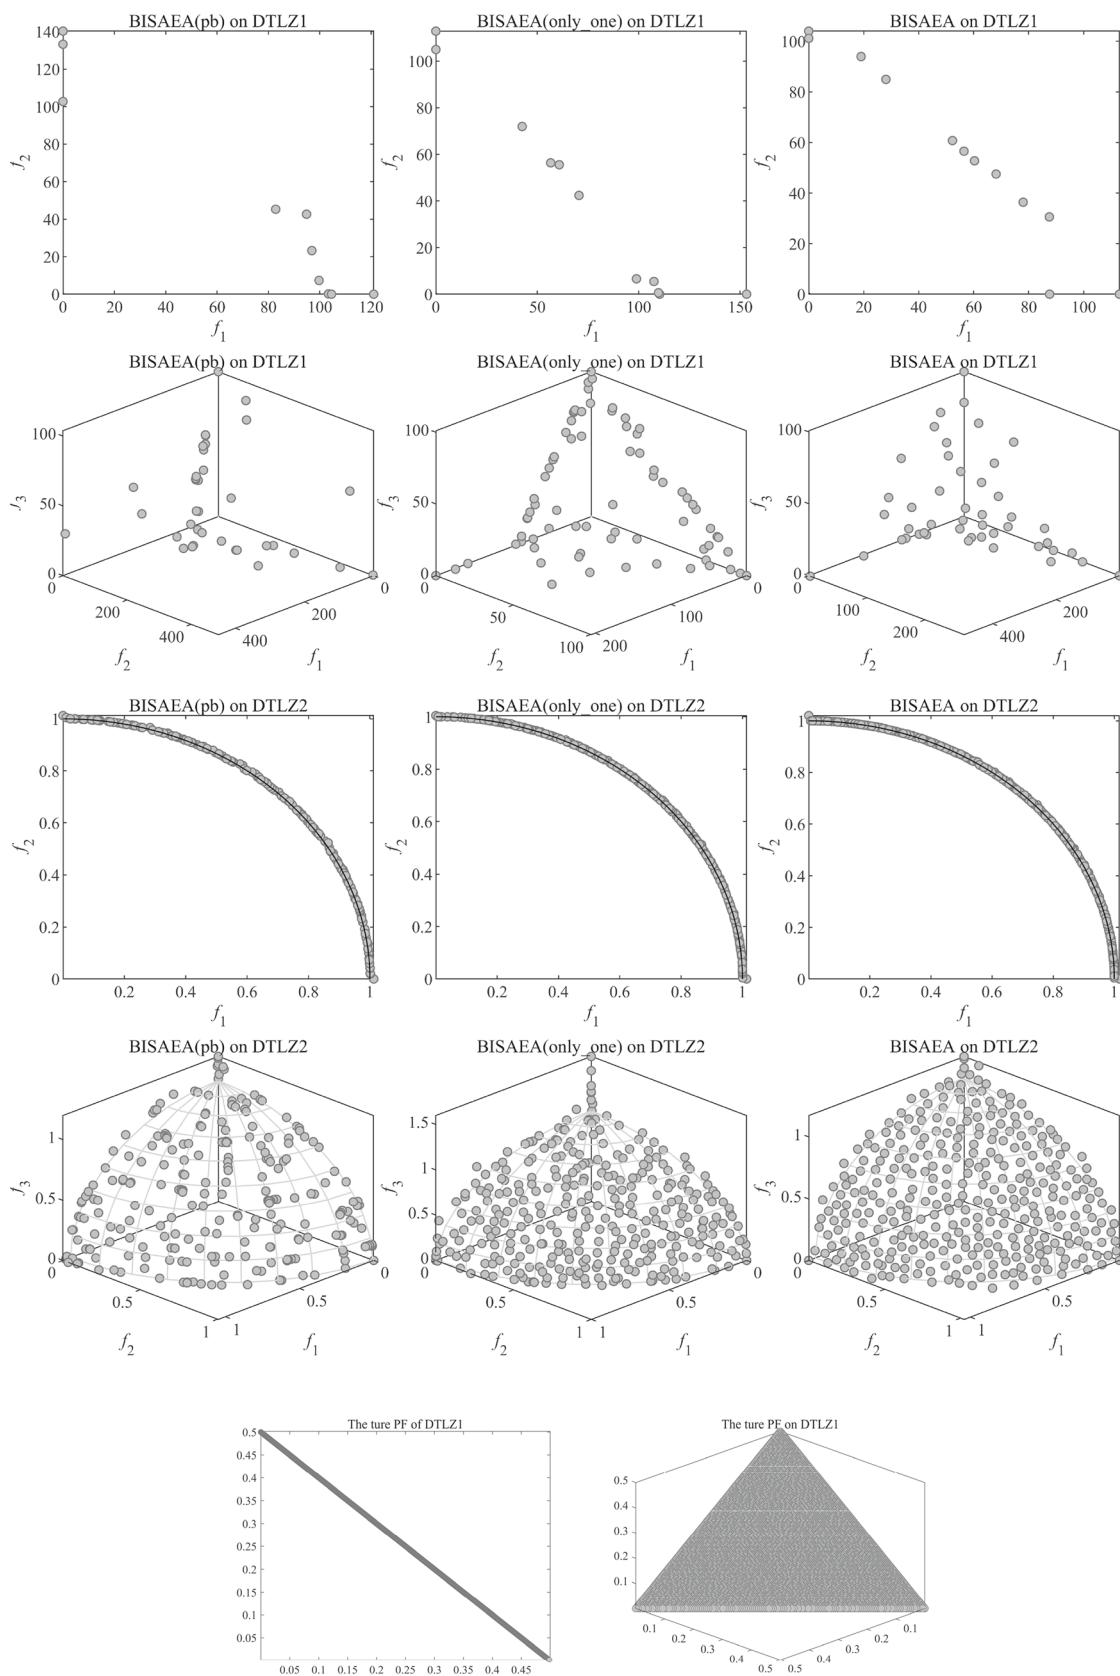 BISAEA(pb) on DTLZ1
BISAEA(only_one) on DTLZ1
BISAEA on DTLZ1
140
120
100
80
60
40
20
0
f2
0 20 40 60 80 100 120
f1
100
80
60
40
20
0
f2
0 50 100 150
f1
100
80
60
40
20
0
f2
0 20 40 60 80 100
f1
BISAEA(pb) on DTLZ1
BISAEA(only_one) on DTLZ1
BISAEA on DTLZ1
100
50
0
f3
0 200 400
f2
400 200 0
f1
100
50
0
f3
0 50 100
f2
200 100 0
f1
100
50
0
f3
0 100 200
f2
400 200
f1
BISAEA(pb) on DTLZ2
BISAEA(only_one) on DTLZ2
BISAEA on DTLZ2
1
0.8
0.6
0.4
0.2
0
f2
0.2 0.4 0.6 0.8 1
f1
1
0.8
0.6
0.4
0.2
0
f2
0.2 0.4 0.6 0.8 1
f1
1
0.8
0.6
0.4
0.2
0
f2
0.2 0.4 0.6 0.8 1
f1
BISAEA(pb) on DTLZ2
BISAEA(only_one) on DTLZ2
BISAEA on DTLZ2
1
0.5
0
f3
0 0.5 1
f2
1 0.5 0
f1
1.5
1
0.5
0
f3
0 0.5 1
f2
1 0.5 0
f1
1
0.5
0
f3
0 0.5 1
f2
1 0.5
f1
The ture PF of DTLZ1
0.5
0.45
0.4
0.35
0.3
0.25
0.2
0.15
0.1
0.05
0.05 0.1 0.15 0.2 0.25 0.3 0.35 0.4 0.45
The ture PF on DTLZ1
0.5
0.4
0.3
0.2
0.1
0.1 0.2 0.3 0.4 0.5
0.5 0.4 0.3 0.2 0.1